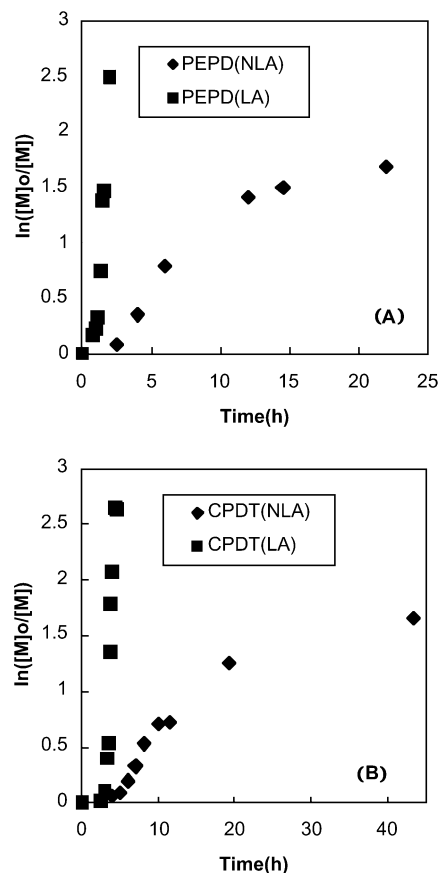 3
PEPD(NLA)
2.5
PEPD(LA)
2
1.5
ln([M]o/[M])
1
0.5
(A)
0
0 5 10 15 20 25
Time(h)
3
CPDT(NLA)
2.5
CPDT(LA)
2
1.5
ln([M]o/[M])
1
0.5
(B)
0
0 10 20 30 40
Time(h)